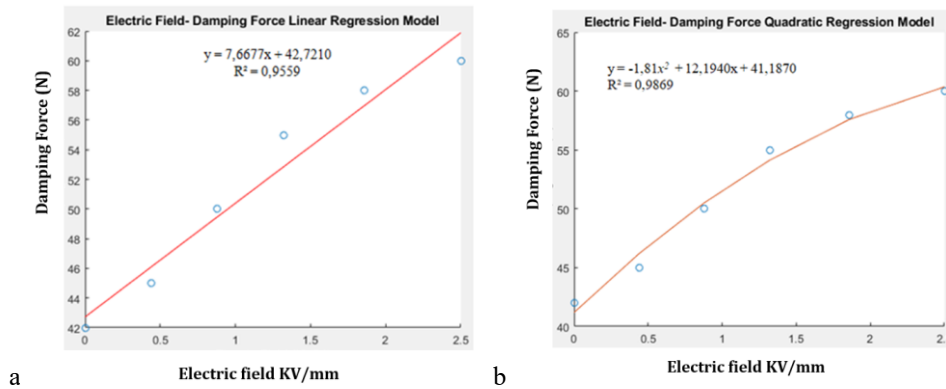 Electric Field- Damping Force Linear Regression Model
y = 7,6677x + 42,7210
R² = 0,9559
Damping Force (N)
62
60
58
56
54
52
50
48
46
44
42
0
0.5
1
1.5
2
2.5
Electric field KV/mm
a
Electric Field- Damping Force Quadratic Regression Model
y = -1,81x² + 12,1940x + 41,1870
R² = 0,9869
Damping Force (N)
65
60
55
50
45
40
0
0.5
1
1.5
2
2.
Electric field KV/mm
b